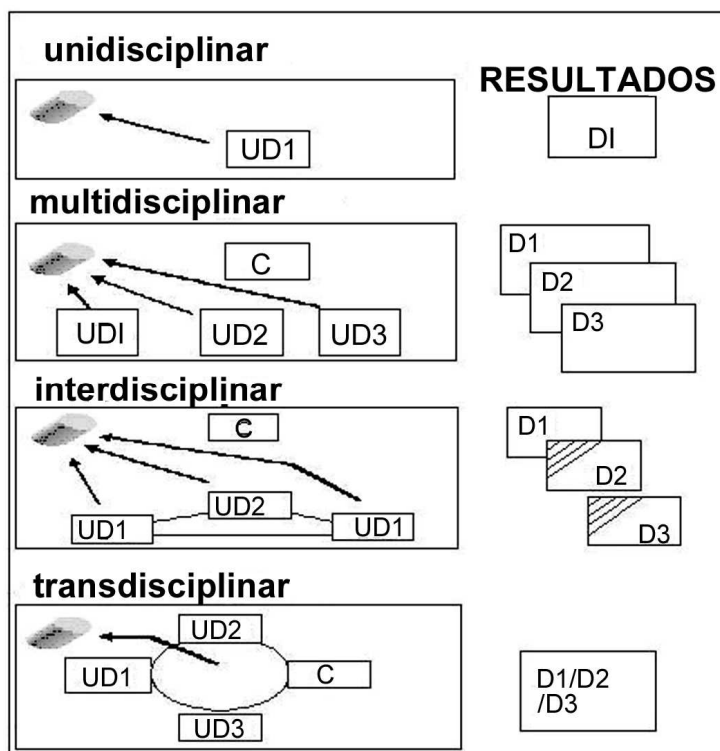 unidisciplinar
RESULTADOS
UD1
DI
multidisciplinar
C
UDI
UD2
UD3
D1
D2
D3
interdisciplinar
C
UD1
UD2
UD1
D1
D2
D3
transdisciplinar
UD2
UD1
C
UD3
D1/D2
/D3